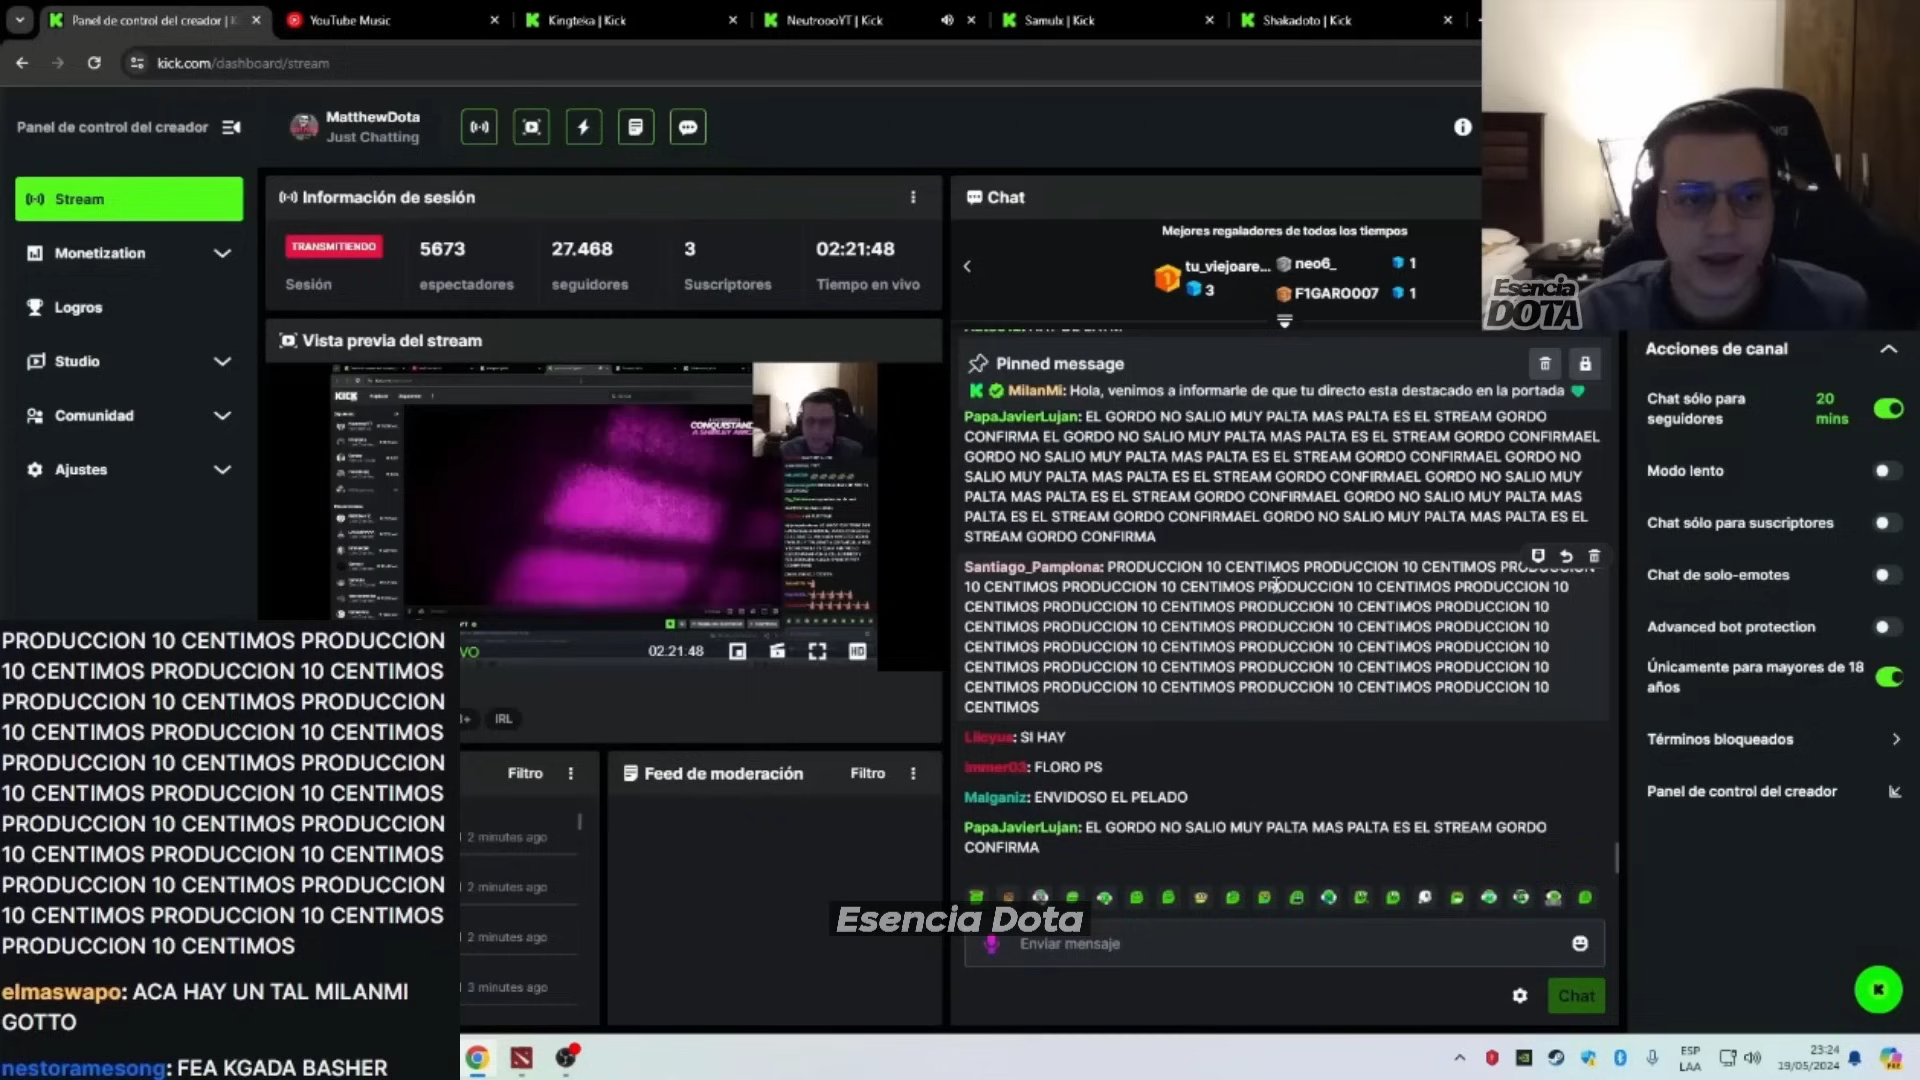 Panel de control del creador | K
YouTube Music
Kingteka | Kick
NeutroooYT | Kick
Samulx | Kick
Shakadoto | Kick
kick.com/dashboard/stream
Panel de control del creador
MatthewDota
Just Chatting
Stream
Monetization
Logros
Studio
Comunidad
Ajustes
Información de sesión
TRANSMITIENDO
5673
27.468
3
02:21:48
Sesión
espectadores
seguidores
Suscriptores
Tiempo en vivo
Vista previa del stream
KICK
CONQUISTANDO
02:21:48
HD
VO
IRL
Filtro
2 minutes ago
2 minutes ago
2 minutes ago
3 minutes ago
Feed de moderación
Filtro
Chat
Mejores regaladores de todos los tiempos
tu_viejoare...
3
neo6_
1
F1GARO007
1
Pinned message
MilanMi: Hola, venimos a informarle de que tu directo esta destacado en la portada
PapaJavierLujan: EL GORDO NO SALIO MUY PALTA MAS PALTA ES EL STREAM GORDO
CONFIRMA EL GORDO NO SALIO MUY PALTA MAS PALTA ES EL STREAM GORDO CONFIRMAEL
GORDO NO SALIO MUY PALTA MAS PALTA ES EL STREAM GORDO CONFIRMAEL GORDO NO
SALIO MUY PALTA MAS PALTA ES EL STREAM GORDO CONFIRMAEL GORDO NO SALIO MUY
PALTA MAS PALTA ES EL STREAM GORDO CONFIRMAEL GORDO NO SALIO MUY PALTA MAS
PALTA ES EL STREAM GORDO CONFIRMAEL GORDO NO SALIO MUY PALTA MAS PALTA ES EL
STREAM GORDO CONFIRMA
Santiago_Pamplona: PRODUCCION 10 CENTIMOS PRODUCCION 10 CENTIMOS PRODUCCION
10 CENTIMOS PRODUCCION 10 CENTIMOS PRODUCCION 10 CENTIMOS PRODUCCION 10
CENTIMOS PRODUCCION 10 CENTIMOS PRODUCCION 10 CENTIMOS PRODUCCION 10
CENTIMOS PRODUCCION 10 CENTIMOS PRODUCCION 10 CENTIMOS PRODUCCION 10
CENTIMOS PRODUCCION 10 CENTIMOS PRODUCCION 10 CENTIMOS PRODUCCION 10
CENTIMOS PRODUCCION 10 CENTIMOS PRODUCCION 10 CENTIMOS PRODUCCION 10
CENTIMOS PRODUCCION 10 CENTIMOS PRODUCCION 10 CENTIMOS PRODUCCION 10
CENTIMOS
Lileyus: SI HAY
immer03: FLORO PS
Malganiz: ENVIDOSO EL PELADO
PapaJavierLujan: EL GORDO NO SALIO MUY PALTA MAS PALTA ES EL STREAM GORDO
CONFIRMA
Enviar mensaje
Chat
Esencia
DOTA
Acciones de canal
Chat sólo para
seguidores
20
mins
Modo lento
Chat sólo para suscriptores
Chat de solo-emotes
Advanced bot protection
Únicamente para mayores de 18
años
Términos bloqueados
Panel de control del creador
PRODUCCION 10 CENTIMOS PRODUCCION
10 CENTIMOS PRODUCCION 10 CENTIMOS
PRODUCCION 10 CENTIMOS PRODUCCION
10 CENTIMOS PRODUCCION 10 CENTIMOS
PRODUCCION 10 CENTIMOS PRODUCCION
10 CENTIMOS PRODUCCION 10 CENTIMOS
PRODUCCION 10 CENTIMOS PRODUCCION
10 CENTIMOS PRODUCCION 10 CENTIMOS
PRODUCCION 10 CENTIMOS PRODUCCION
10 CENTIMOS PRODUCCION 10 CENTIMOS
PRODUCCION 10 CENTIMOS
elmaswapo: ACA HAY UN TAL MILANMI
GOTTO
nestoramesong: FEA KGADA BASHER
Esencia Dota
ESP
LAA
23:24
19/05/2024